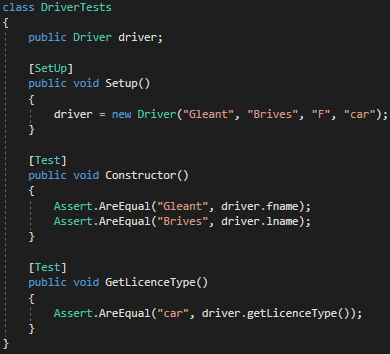 class DriverTests
{
    public Driver driver;

    [SetUp]
    public void Setup()
    {
        driver = new Driver("Gleant", "Brives", "F", "car");
    }

    [Test]
    public void Constructor()
    {
        Assert.AreEqual("Gleant", driver.fname);
        Assert.AreEqual("Brives", driver.lname);
    }

    [Test]
    public void GetLicenceType()
    {
        Assert.AreEqual("car", driver.getLicenceType());
    }
}